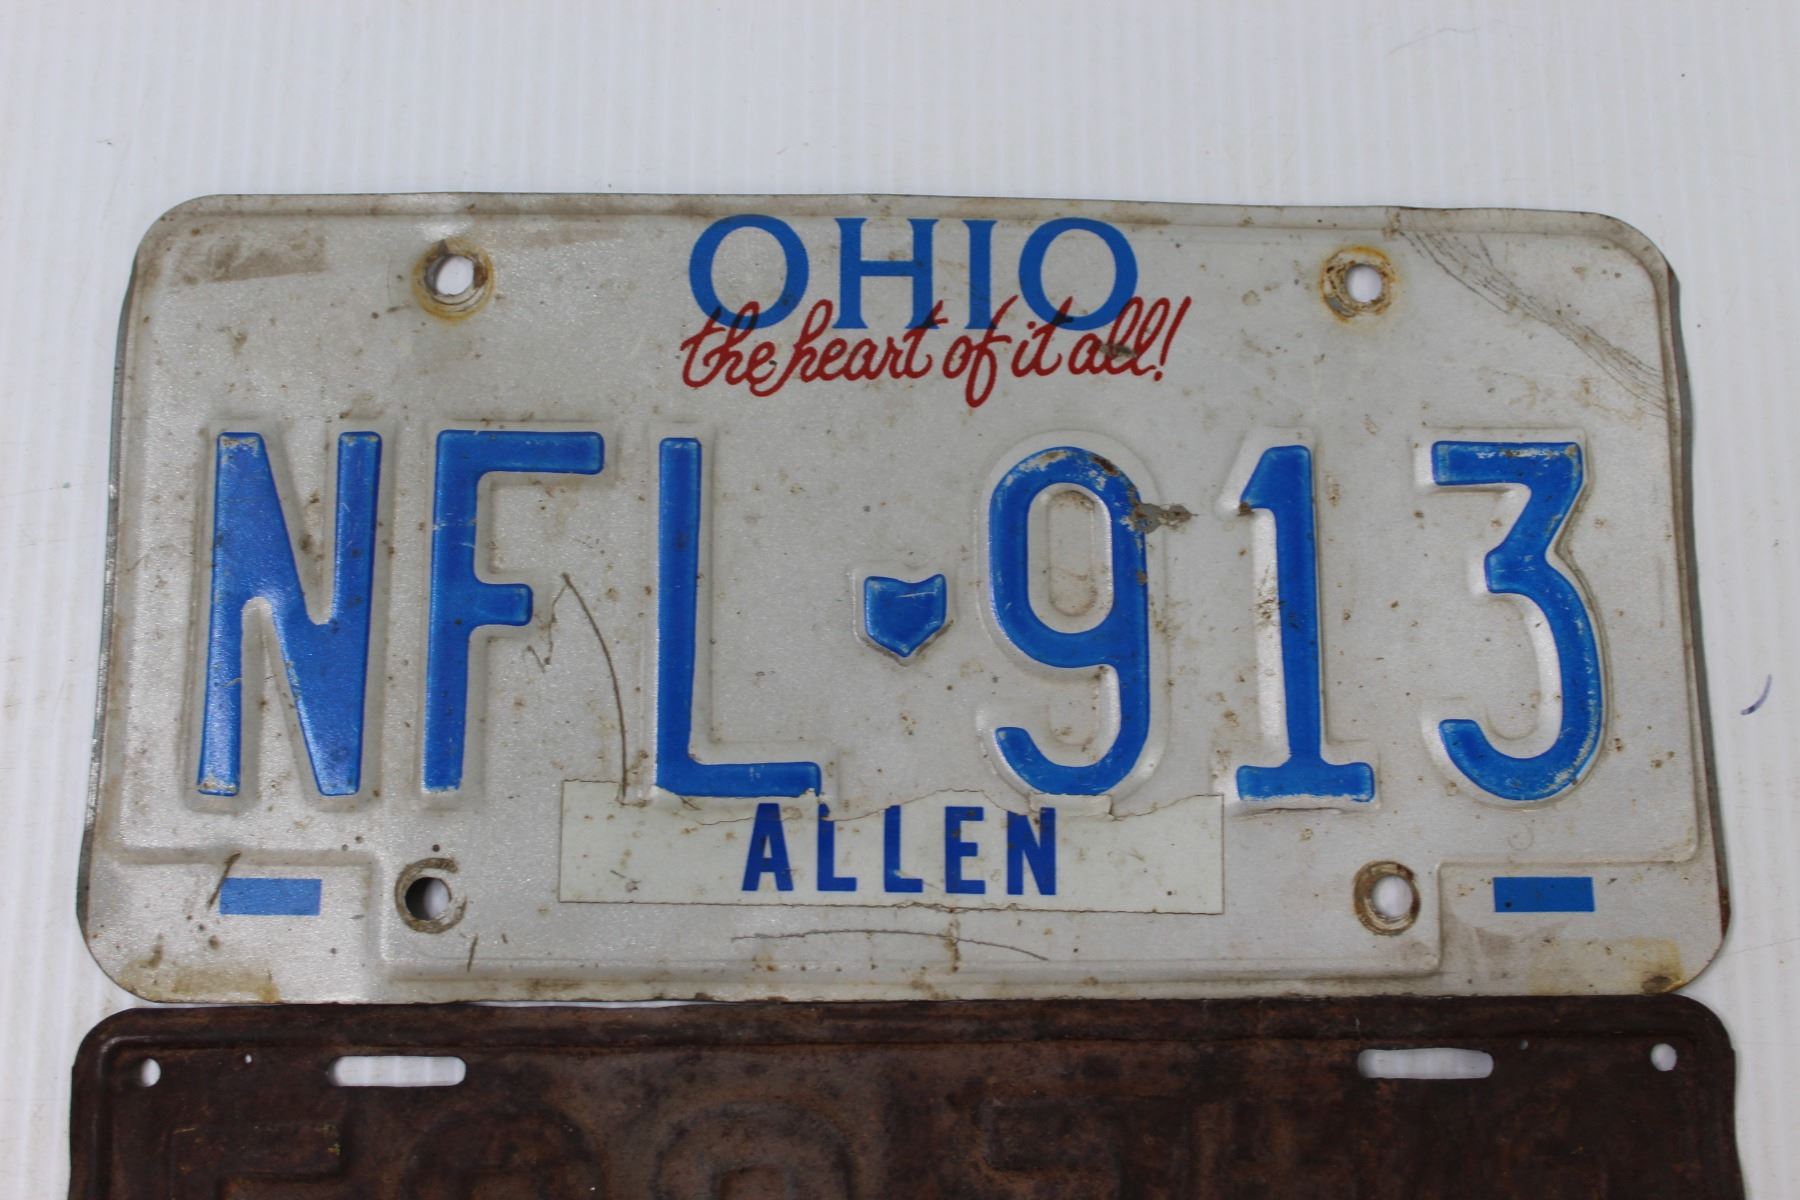 OHIO
the heart of it all!
NFL 913
ALLEN